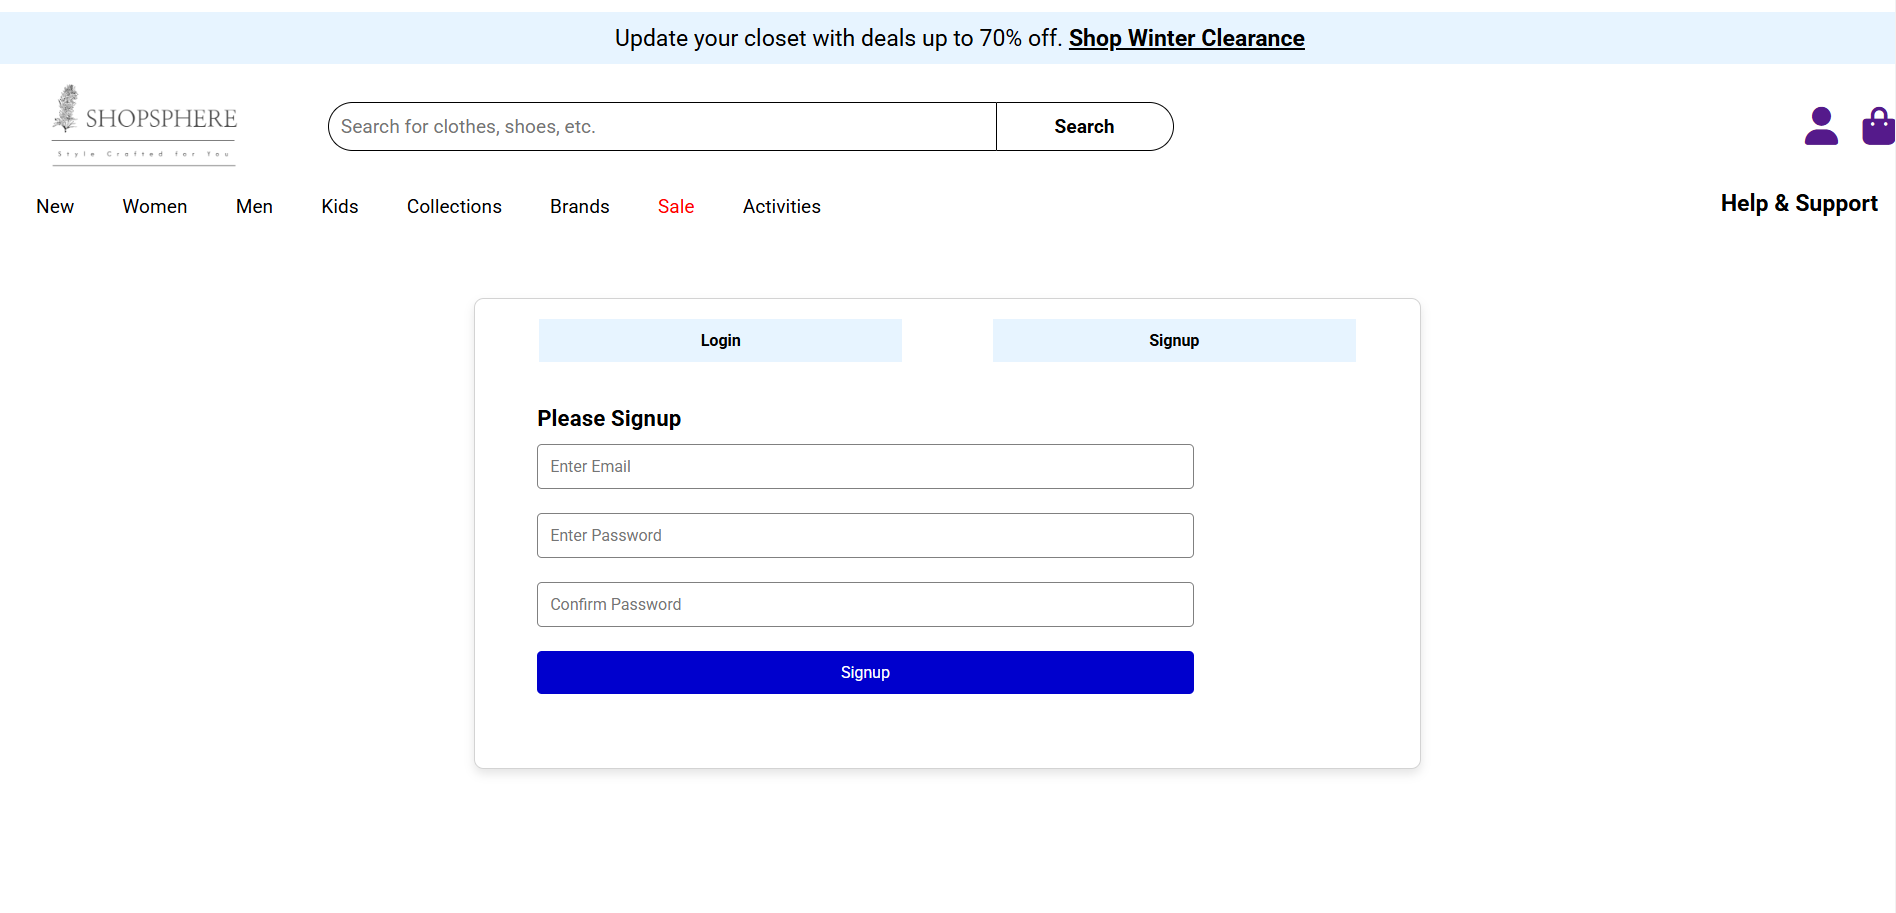 Update your closet with deals up to 70% off. Shop Winter Clearance
SHOPSPHERE
Style Crafted for You
Search for clothes, shoes, etc. Search
New Women Men Kids Collections Brands Sale Activities Help & Support
Login Signup
Please Signup
Enter Email
Enter Password
Confirm Password
Signup